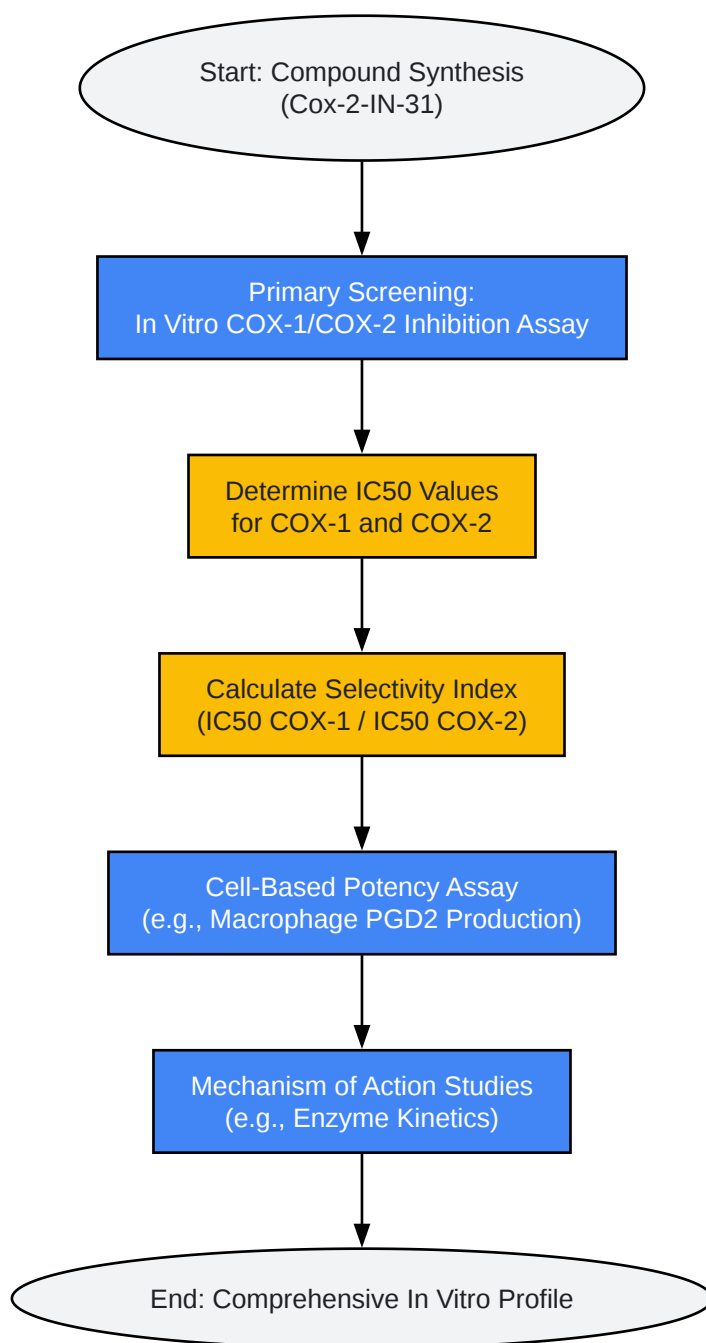 Start: Compound Synthesis
(Cox-2-IN-31)
Primary Screening:
In Vitro COX-1/COX-2 Inhibition Assay
Determine IC50 Values
for COX-1 and COX-2
Calculate Selectivity Index
(IC50 COX-1 / IC50 COX-2)
Cell-Based Potency Assay
(e.g., Macrophage PGD2 Production)
Mechanism of Action Studies
(e.g., Enzyme Kinetics)
End: Comprehensive In Vitro Profile